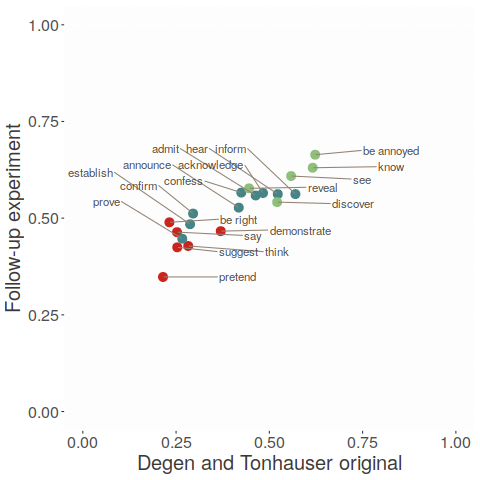 1.00
0.75
0.50
0.25
0.00
Follow-up experiment
admit hear inform
be annoyed
announce acknowledge
know
establish
see
confess
confirm
reveal
prove
discover
be right
demonstrate
say
suggest think
pretend
0.00 0.25 0.50 0.75 1.00
Degen and Tonhauser original